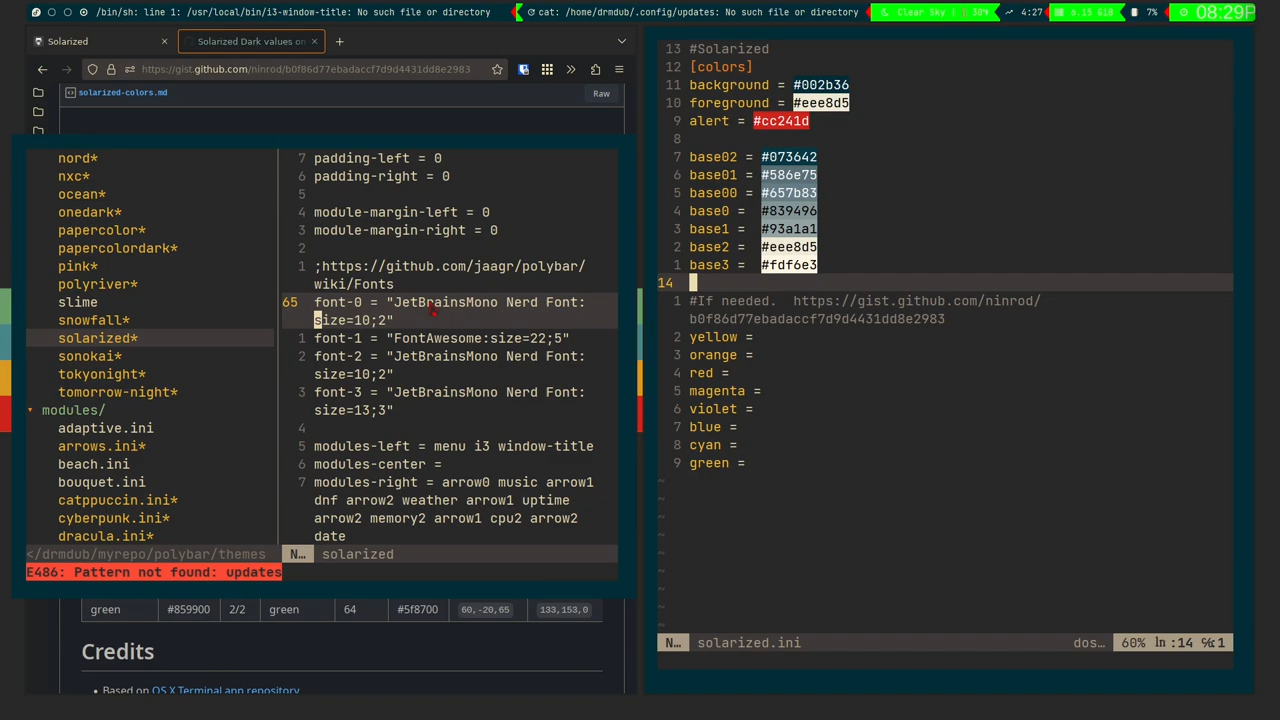 /bin/sh: line 1: /usr/local/bin/i3-window-title: No such file or directory
cat: /home/drmdub/.config/updates: No such file or directory
Clear Sky | 30%
4:27
6.15 GiB
7%
08:29P
Solarized
Solarized Dark values on
https://gist.github.com/ninrod/b0f86d77ebadaccf7d9d4431dd8e2983
solarized-colors.md
Raw
nord*
nxc*
ocean*
onedark*
papercolor*
papercolordark*
pink*
polyriver*
slime
snowfall*
solarized*
sonokai*
tokyonight*
tomorrow-night*
modules/
adaptive.ini
arrows.ini*
beach.ini
bouquet.ini
catppuccin.ini*
cyberpunk.ini*
dracula.ini*
</drmdub/myrepo/polybar/themes
7 padding-left = 0
6 padding-right = 0
5
4 module-margin-left = 0
3 module-margin-right = 0
2
1 ;https://github.com/jaagr/polybar/
wiki/Fonts
65 font-0 = "JetBrainsMono Nerd Font:
size=10;2"
1 font-1 = "FontAwesome:size=22;5"
2 font-2 = "JetBrainsMono Nerd Font:
size=10;2"
3 font-3 = "JetBrainsMono Nerd Font:
size=13;3"
4
5 modules-left = menu i3 window-title
6 modules-center =
7 modules-right = arrow0 music arrow1
dnf arrow2 weather arrow1 uptime
arrow2 memory2 arrow1 cpu2 arrow2
date
N… solarized
E486: Pattern not found: updates
green #859900 2/2 green 64 #5f8700 60,-20,65 133,153,0
Credits
• Based on OS X Terminal app repository
13 #Solarized
12 [colors]
11 background = #002b36
10 foreground = #eee8d5
9 alert = #cc241d
8
7 base02 = #073642
6 base01 = #586e75
5 base00 = #657b83
4 base0 = #839496
3 base1 = #93a1a1
2 base2 = #eee8d5
1 base3 = #fdf6e3
14
1 #If needed. https://gist.github.com/ninrod/
b0f86d77ebadaccf7d9d4431dd8e2983
2 yellow =
3 orange =
4 red =
5 magenta =
6 violet =
7 blue =
8 cyan =
9 green =
~
~
~
~
~
~
~
~
~
N… solarized.ini dos… 60% ln :14 ℅:1